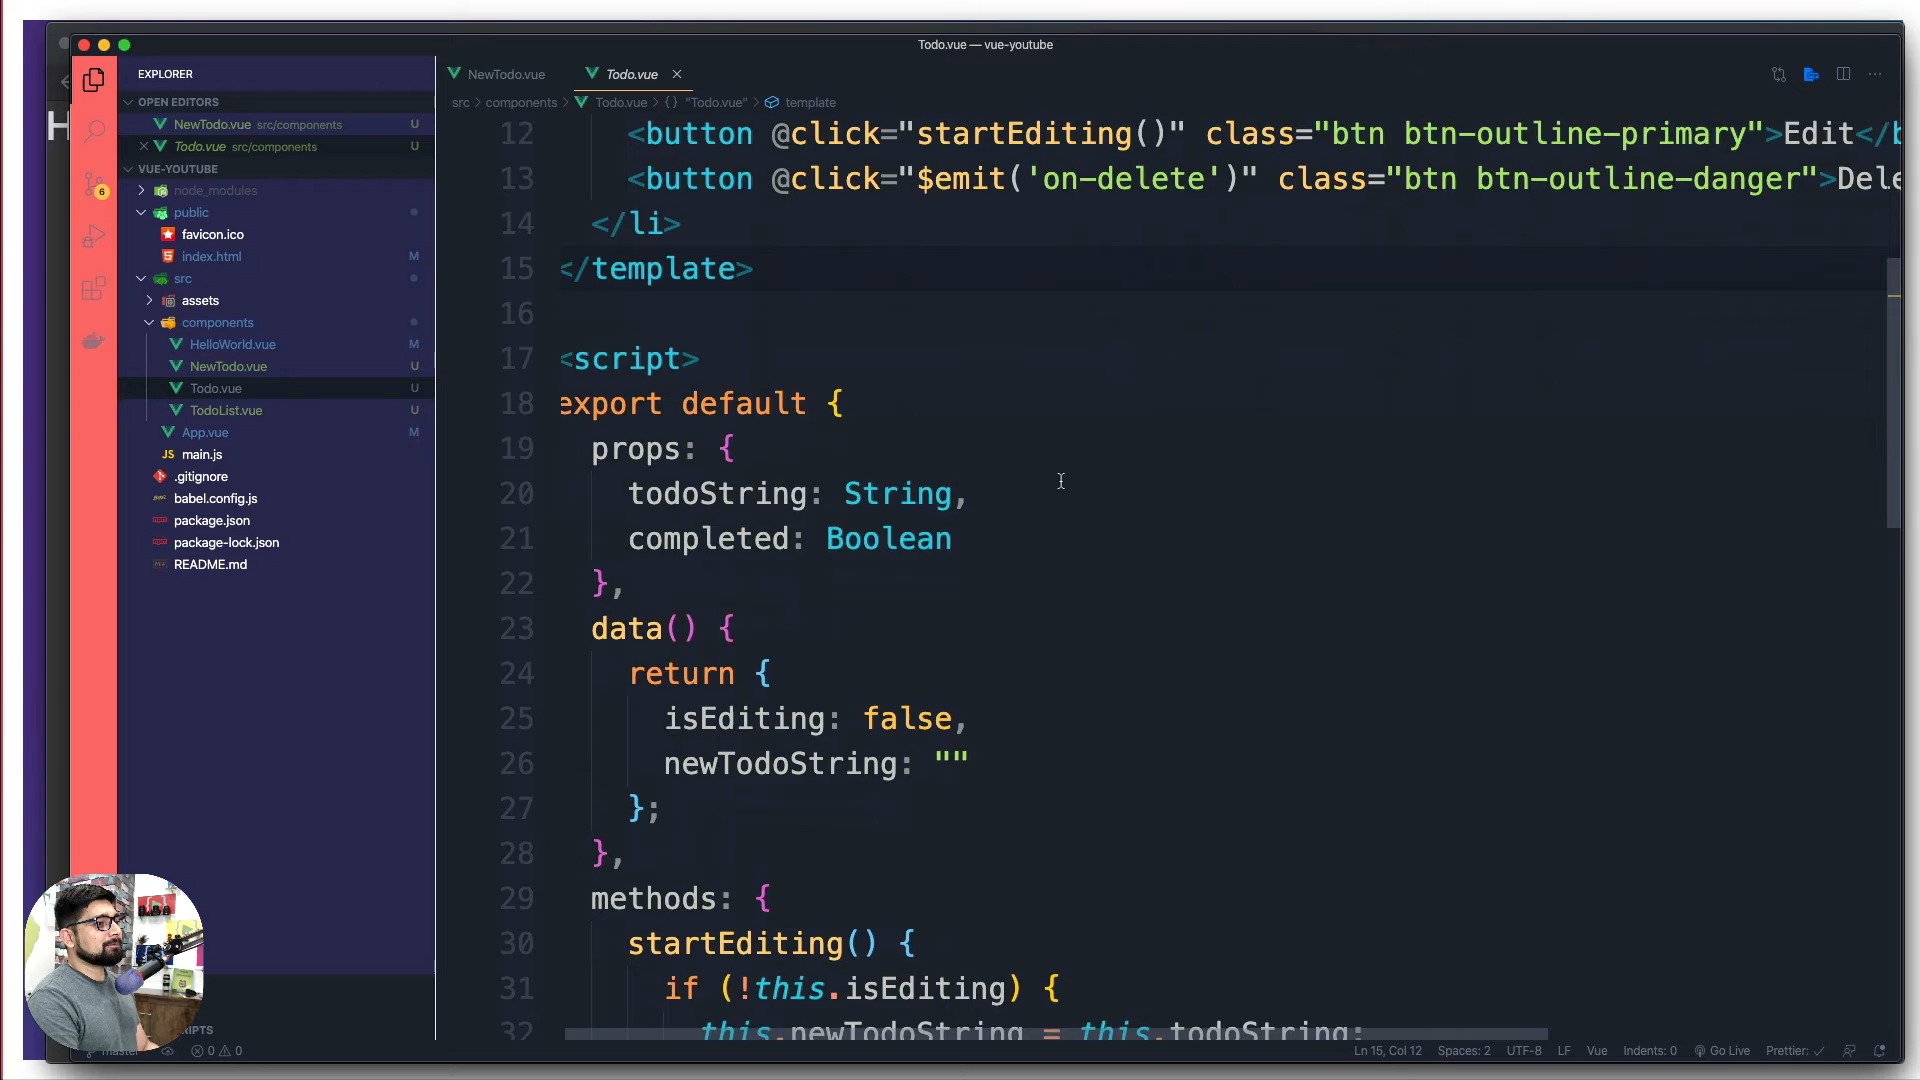 Todo.vue — vue-youtube
EXPLORER
OPEN EDITORS
NewTodo.vue src/components U
Todo.vue src/components U
VUE-YOUTUBE
node_modules
public
favicon.ico
index.html M
src
assets
components
HelloWorld.vue M
NewTodo.vue U
Todo.vue U
TodoList.vue U
App.vue M
JS main.js
.gitignore
babel.config.js
package.json
package-lock.json
README.md
6
H
NewTodo.vue Todo.vue
src > components > Todo.vue > {} "Todo.vue" > template
12 <button @click="startEditing()" class="btn btn-outline-primary">Edit</b
13 <button @click="$emit('on-delete')" class="btn btn-outline-danger">Dele
14 </li>
15 </template>
16
17 <script>
18 export default {
19 props: {
20 todoString: String,
21 completed: Boolean
22 },
23 data() {
24 return {
25 isEditing: false,
26 newTodoString: ""
27 };
28 },
29 methods: {
30 startEditing() {
31 if (!this.isEditing) {
32 this.newTodoString = this.todoString;
RIPTS
master 0 0 Ln 15, Col 12 Spaces: 2 UTF-8 LF Vue Indents: 0 Go Live Prettier: ✓